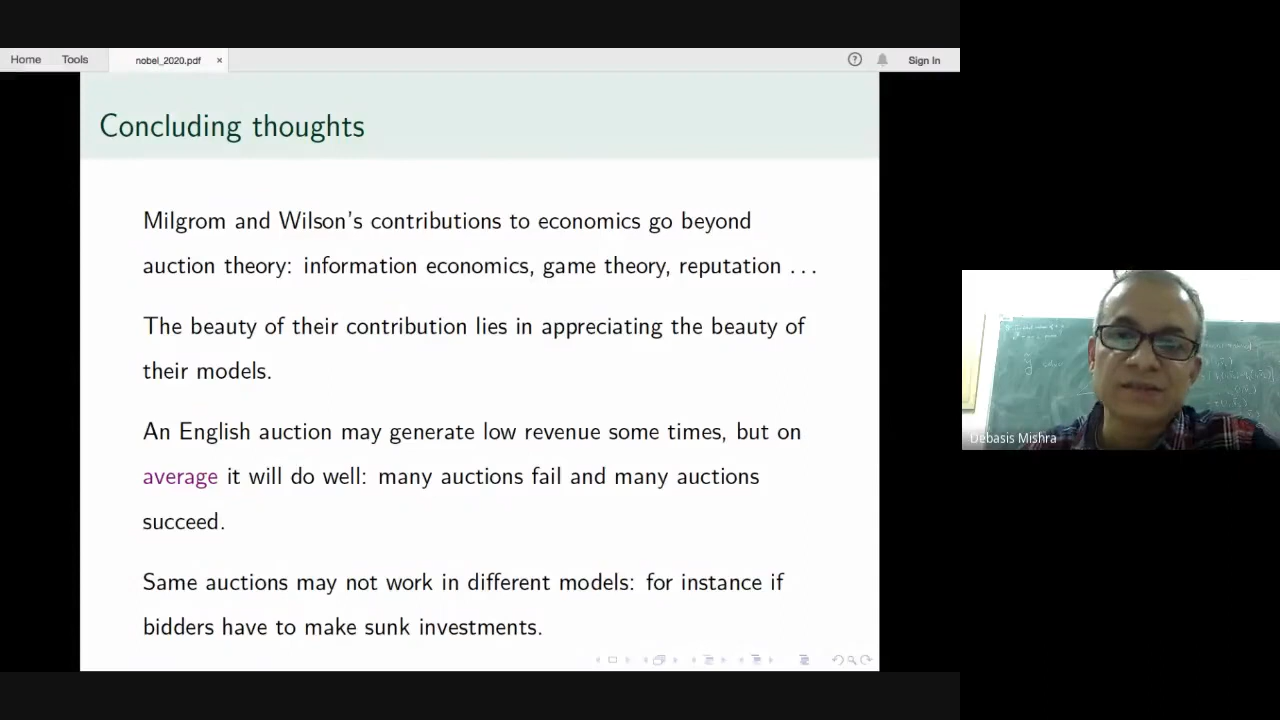 Home Tools nobel_2020.pdf × ? Sign In
Concluding thoughts
Milgrom and Wilson's contributions to economics go beyond
auction theory: information economics, game theory, reputation ...
The beauty of their contribution lies in appreciating the beauty of
their models.
An English auction may generate low revenue some times, but on
average it will do well: many auctions fail and many auctions
succeed.
Same auctions may not work in different models: for instance if
bidders have to make sunk investments.
Debasis Mishra